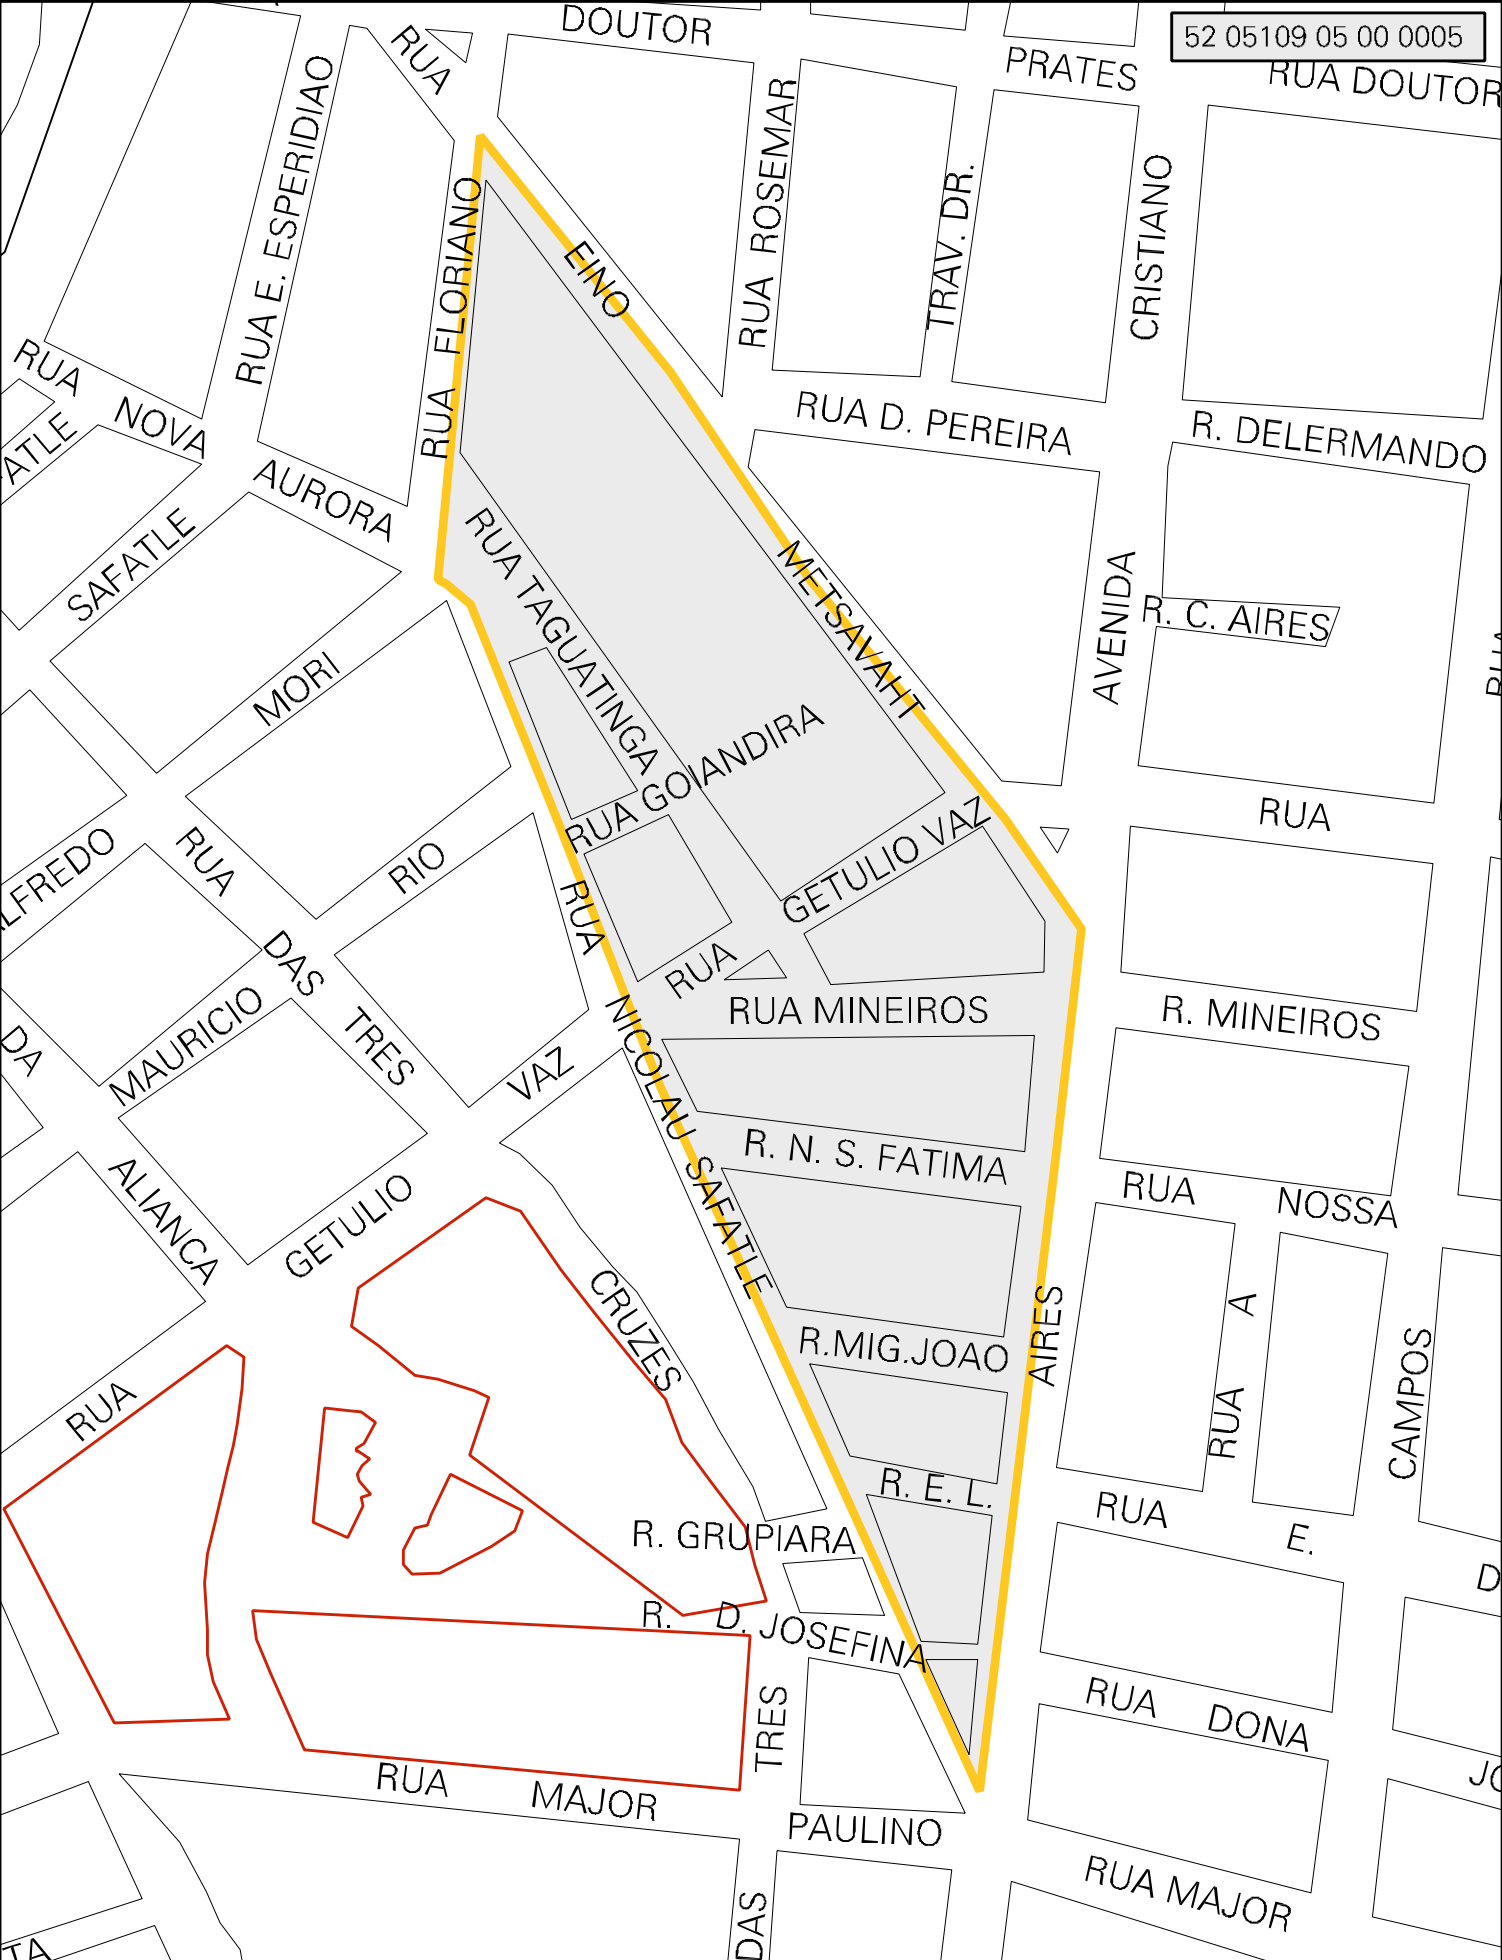 52 05109 05 00 0005
DOUTOR
RUA
PRATES
RUA DOUTOR
RUA E. ESPERIDIAO
RUA ROSEMAR
TRAV. DR.
CRISTIANO
RUA FLORIANO
EINO
RUA
NOVA
ATLE
RUA D. PEREIRA
R. DELERMANDO
AURORA
SAFATLE
RUA TAGUATINGA
METSAVAHT
AVENIDA
R. C. AIRES
RUA
MORI
RUA GOIANDIRA
GETULIO VAZ
RUA
LFREDO
RUA
RIO
RUA
DAS
RUA
MAURICIO
TRES
NICOLAU
RUA MINEIROS
R. MINEIROS
DA
VAZ
R. N. S. FATIMA
RUA
NOSSA
ALIANCA
GETULIO
SAFATLE
CRUZES
AIRES
A
R.MIG.JOAO
RUA
CAMPOS
RUA
R. E. L.
RUA
E.
R. GRUPIARA
D
R.
D. JOSEFINA
RUA
DONA
TRES
RUA
MAJOR
JO
PAULINO
RUA MAJOR
DAS
TA